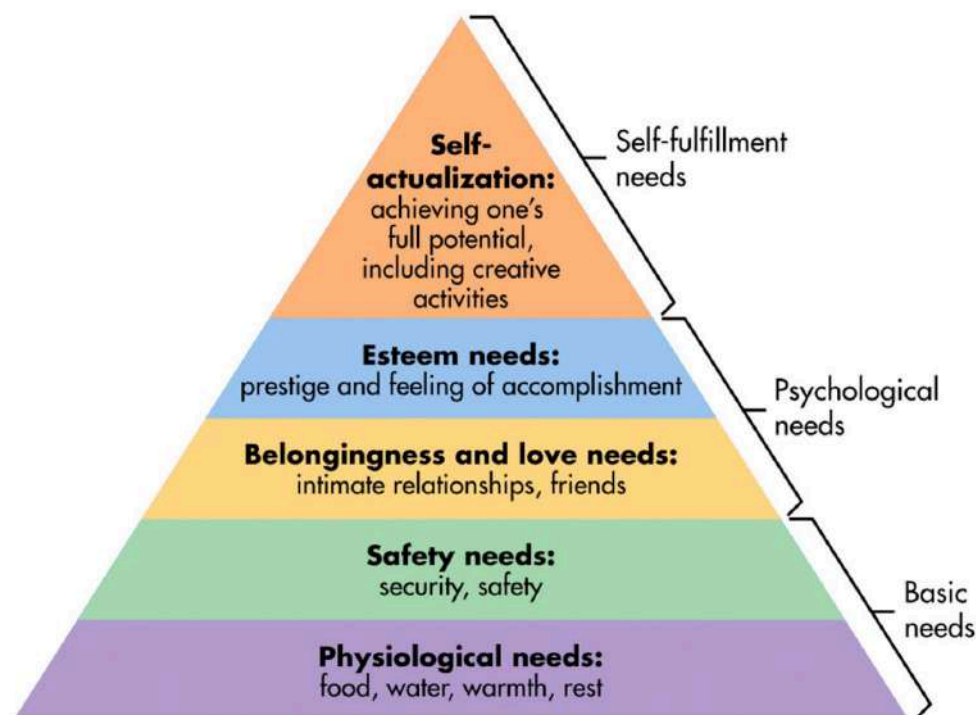 Self-
actualization:
achieving one's
full potential,
including creative
activities
Self-fulfillment
needs
Esteem needs:
prestige and feeling of accomplishment
Psychological
needs
Belongingness and love needs:
intimate relationships, friends
Safety needs:
security, safety
Basic
needs
Physiological needs:
food, water, warmth, rest